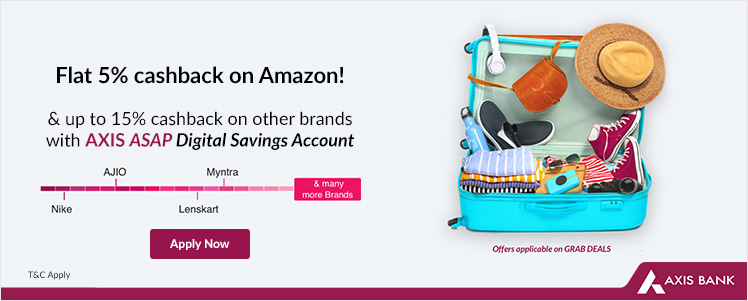 Flat 5% cashback on Amazon!
& up to 15% cashback on other brands
with AXIS ASAP Digital Savings Account
AJIO
Myntra
& many
more Brands
Nike
Lenskart
Apply Now
Offers applicable on GRAB DEALS
T&C Apply
AXIS BANK